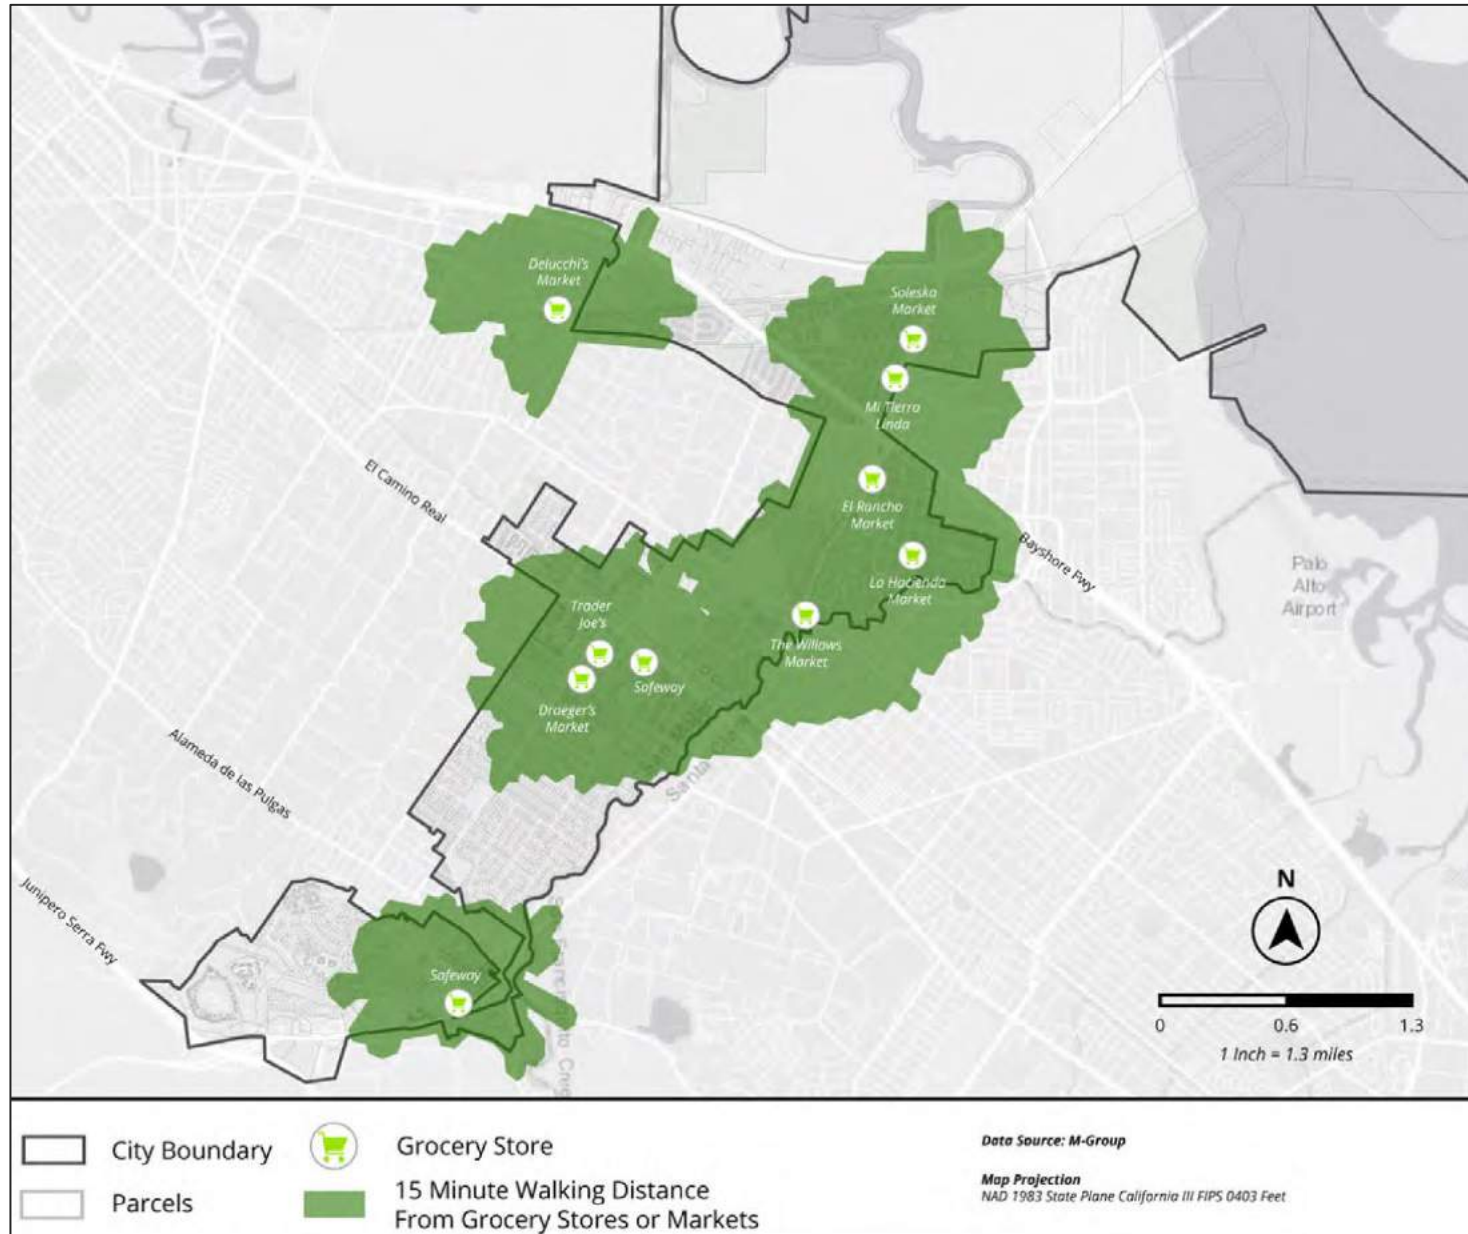 Delucchi's
Market
Soleska
Market
Mi Tierra
Linda
El Camino Real
El Rancho
Market
Bayshore Fwy
Palo
Alto
Airport
La Hacienda
Market
Trader
Joe's
The Willows
Market
Safeway
Draeger's
Market
Alameda de las Pulgas
Junipero Serra Fwy
Safeway
N
0 0.6 1.3
1 Inch = 1.3 miles
City Boundary
Grocery Store
Parcels
15 Minute Walking Distance
From Grocery Stores or Markets
Data Source: M-Group
Map Projection
NAD 1983 State Plane California III FIPS 0403 Feet